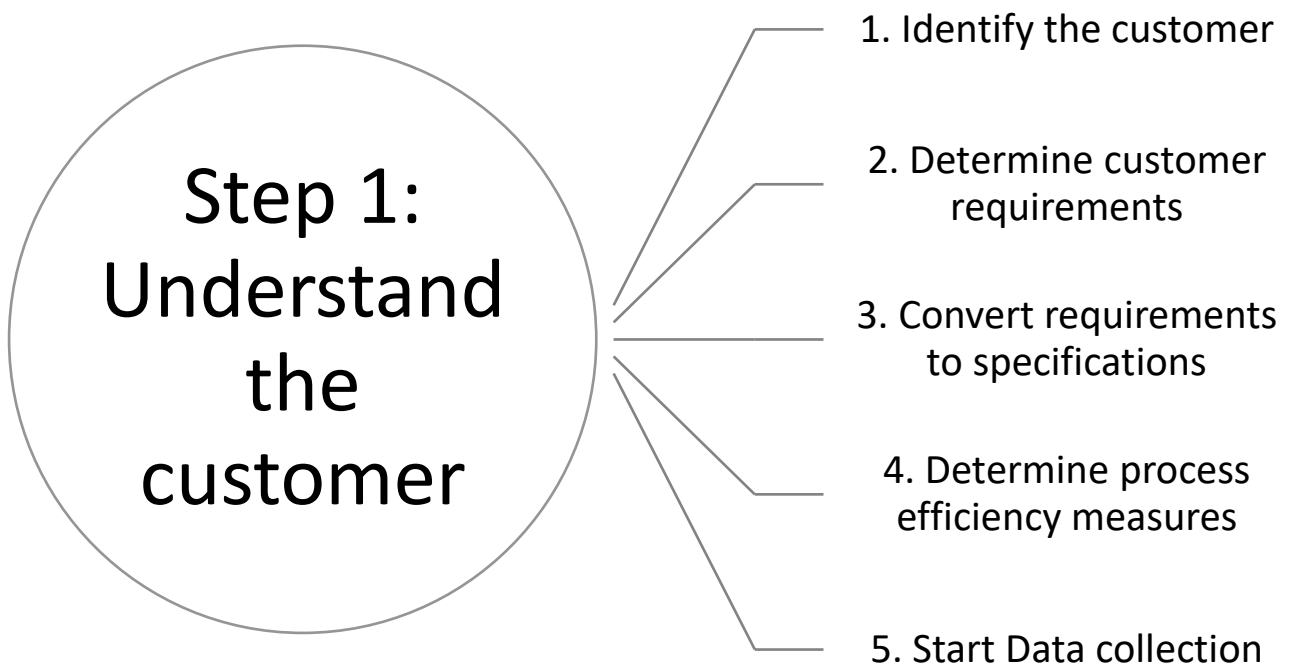 Step 1:
Understand
the
customer
1. Identify the customer
2. Determine customer
requirements
3. Convert requirements
to specifications
4. Determine process
efficiency measures
5. Start Data collection